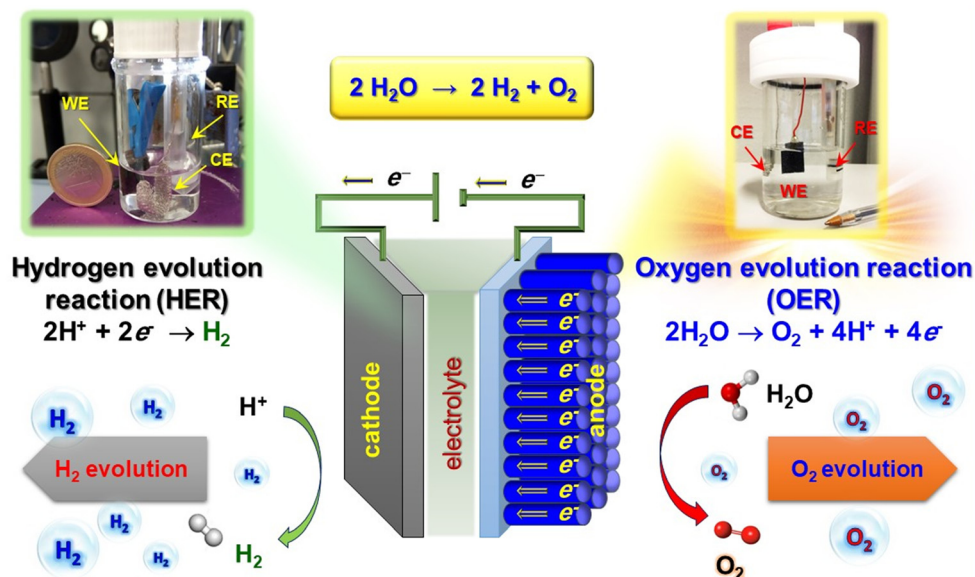 WE
RE
CE
2 H₂O → 2 H₂ + O₂
CE
RE
WE
e⁻
e⁻
Hydrogen evolution
reaction (HER)
2H⁺ + 2e⁻ → H₂
Oxygen evolution reaction
(OER)
2H₂O → O₂ + 4H⁺ + 4e⁻
cathode
electrolyte
anode
e⁻
e⁻
e⁻
e⁻
e⁻
e⁻
e⁻
e⁻
e⁻
e⁻
H₂
H₂
H⁺
H₂ evolution
H₂
H₂
H₂
H₂
H₂
H₂O
O₂
O₂
O₂
O₂ evolution
O₂
O₂